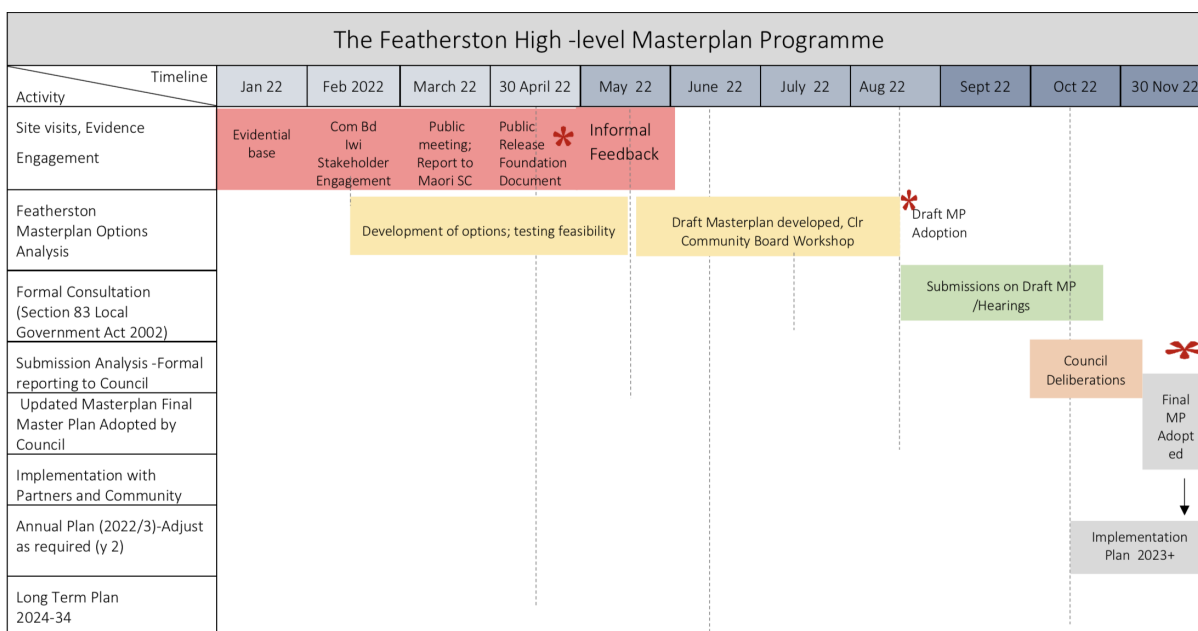 The Featherston High -level Masterplan Programme
Timeline
Activity
Jan 22
Feb 2022
March 22
30 April 22
May 22
June 22
July 22
Aug 22
Sept 22
Oct 22
30 Nov 22
Site visits, Evidence
Engagement
Evidential
base
Com Bd
Iwi
Stakeholder
Engagement
Public
meeting;
Report to
Maori SC
Public
Release
Foundation
Document
*
Informal
Feedback
Featherston
Masterplan Options
Analysis
Development of options; testing feasibility
Draft Masterplan developed, Clr
Community Board Workshop
*
Draft MP
Adoption
Formal Consultation
(Section 83 Local
Government Act 2002)
Submissions on Draft MP
/Hearings
Submission Analysis -Formal
reporting to Council
Council
Deliberations
*
Updated Masterplan Final
Master Plan Adopted by
Council
Final
MP
Adopt
ed
Implementation with
Partners and Community
Annual Plan (2022/3)-Adjust
as required (y 2)
Implementation
Plan 2023+
Long Term Plan
2024-34